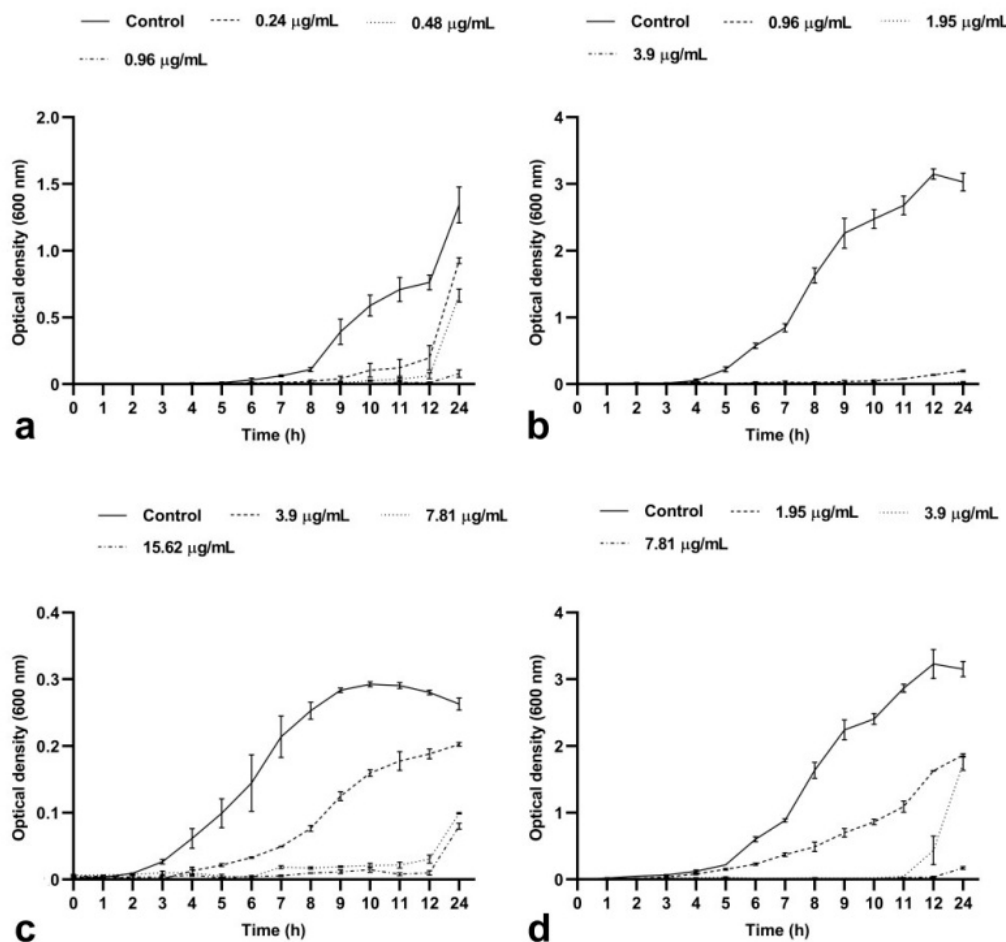 Control 0.24 µg/mL 0.48 µg/mL
0.96 µg/mL
2.0
1.5
1.0
0.5
0
Optical density (600 nm)
0 1 2 3 4 5 6 7 8 9 10 11 12 24
Time (h)
a
Control 0.96 µg/mL 1.95 µg/mL
3.9 µg/mL
4
3
2
1
0
Optical density (600 nm)
0 1 2 3 4 5 6 7 8 9 10 11 12 24
Time (h)
b
Control 3.9 µg/mL 7.81 µg/mL
15.62 µg/mL
0.4
0.3
0.2
0.1
0
Optical density (600 nm)
0 1 2 3 4 5 6 7 8 9 10 11 12 24
Time (h)
c
Control 1.95 µg/mL 3.9 µg/mL
7.81 µg/mL
4
3
2
1
0
Optical density (600 nm)
0 1 2 3 4 5 6 7 8 9 10 11 12 24
Time (h)
d